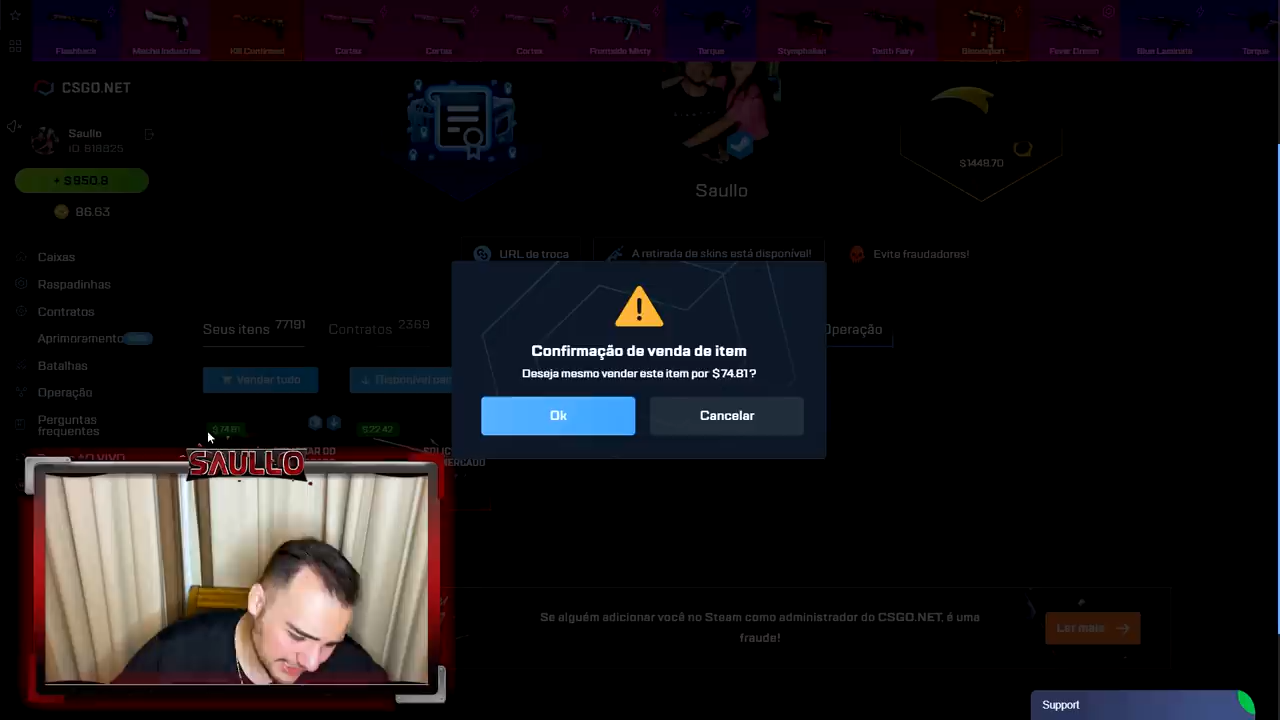 Flashback
Mecha Industries
Kill Confirmed
Cortex
Cortex
Cortex
Frontside Misty
Torque
Stymphalian
Tooth Fairy
Bloodsport
Fever Dream
Blue Laminate
Torque
CSGO.NET
Saullo
ID: 818825
+ $950.8
86.63
$1449.70
Saullo
URL de troca
A retirada de skins está disponível!
Evite fraudadores!
Caixas
Raspadinhas
Contratos
Aprimoramento
Batalhas
Operação
Perguntas
frequentes
Seus itens 77191
Contratos 2369
Operação
Vender tudo
Disponível
$74.81
$22.42
MERCADO
Confirmação de venda de item
Deseja mesmo vender este item por $74.81?
Ok
Cancelar
SAULLO
Se alguém adicionar você no Steam como administrador do CSGO.NET, é uma
fraude!
Ler mais
Support